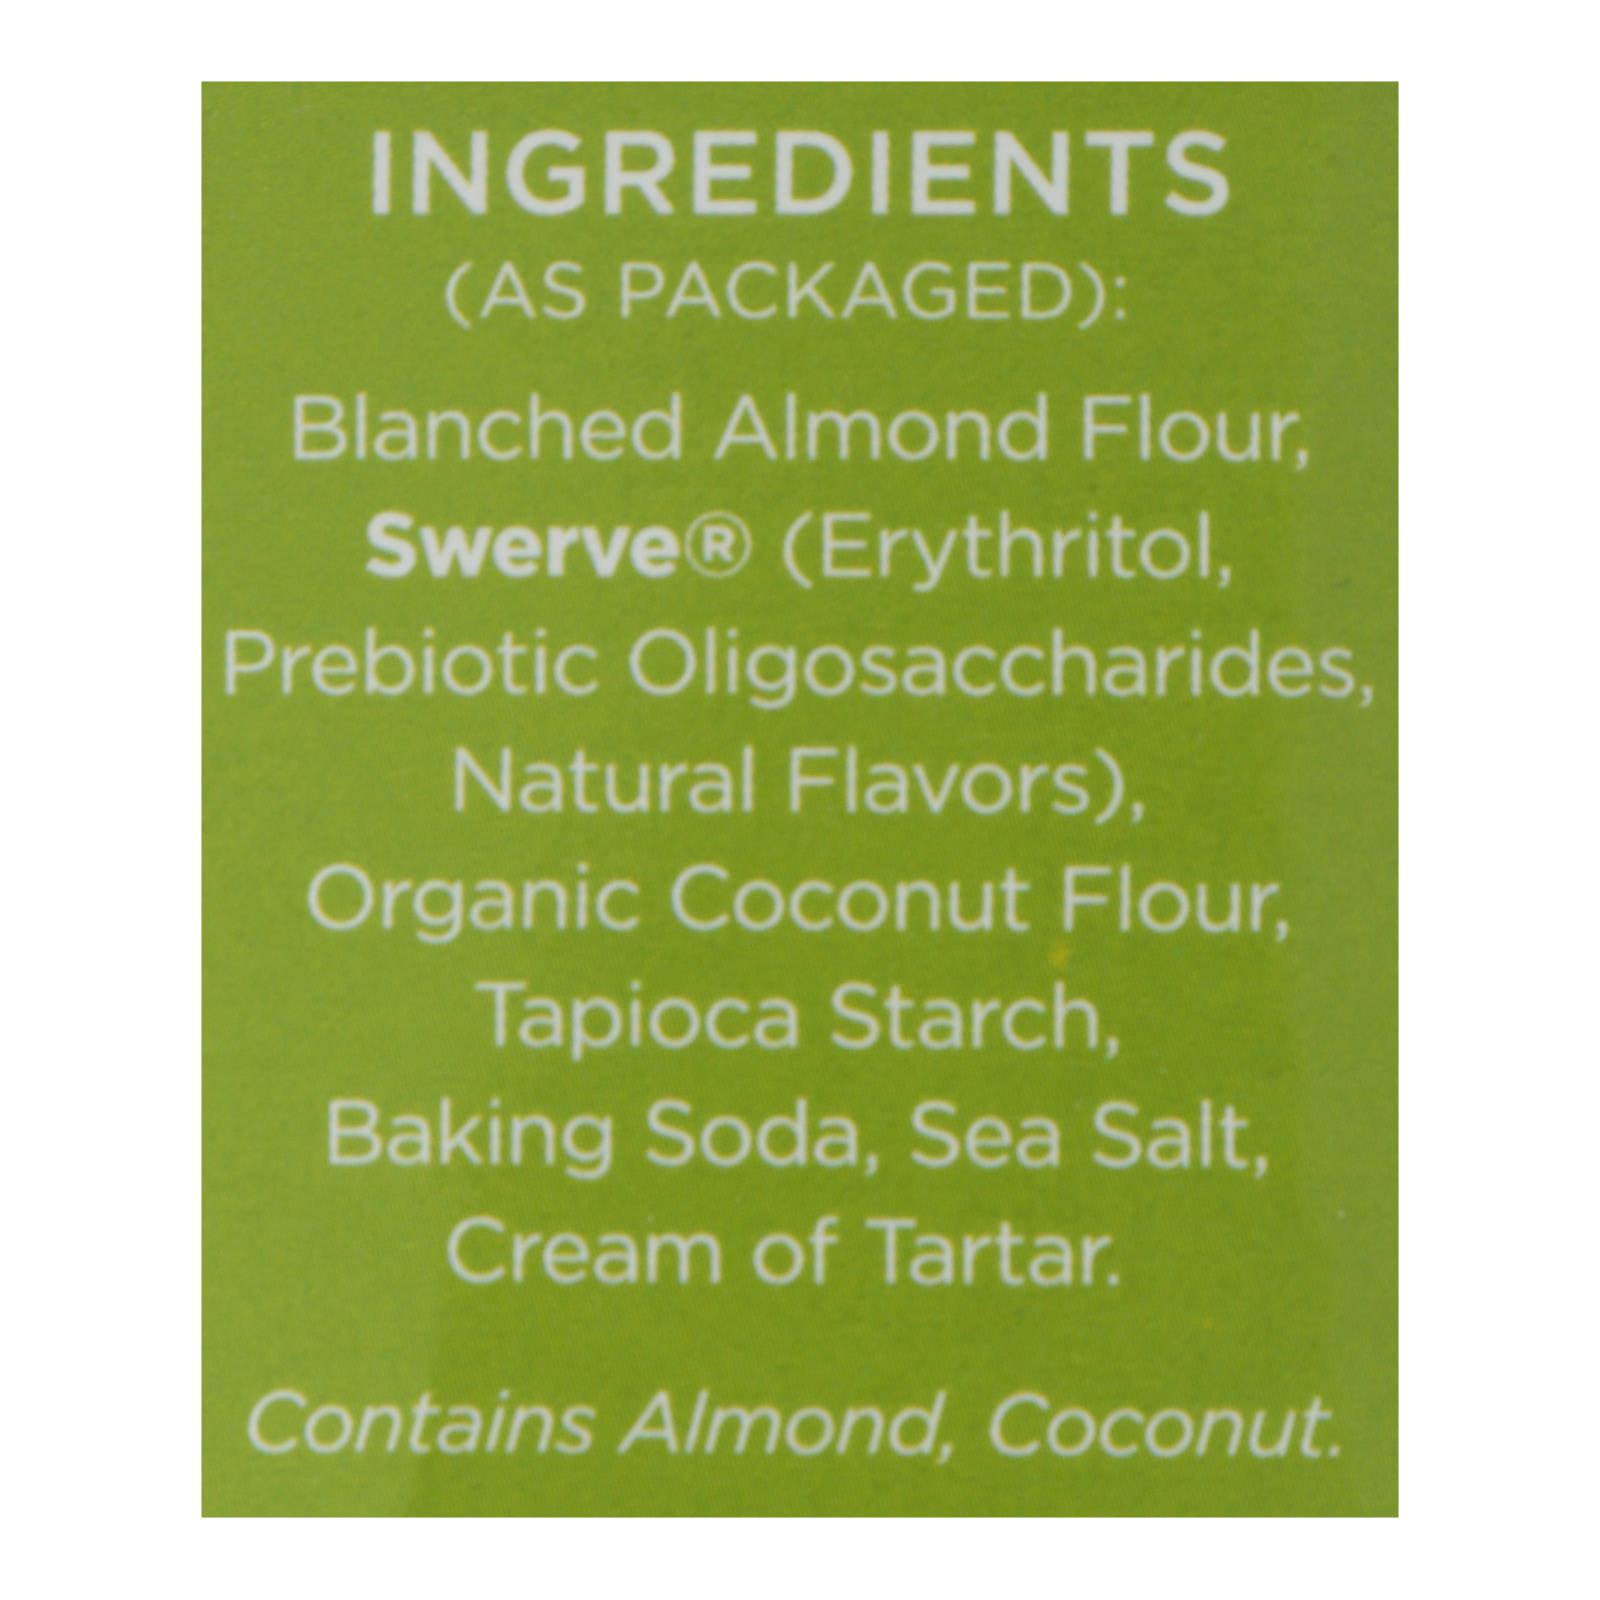 INGREDIENTS
(AS PACKAGED):
Blanched Almond Flour,
Swerve® (Erythritol,
Prebiotic Oligosaccharides,
Natural Flavors),
Organic Coconut Flour,
Tapioca Starch,
Baking Soda, Sea Salt,
Cream of Tartar.
Contains Almond, Coconut.